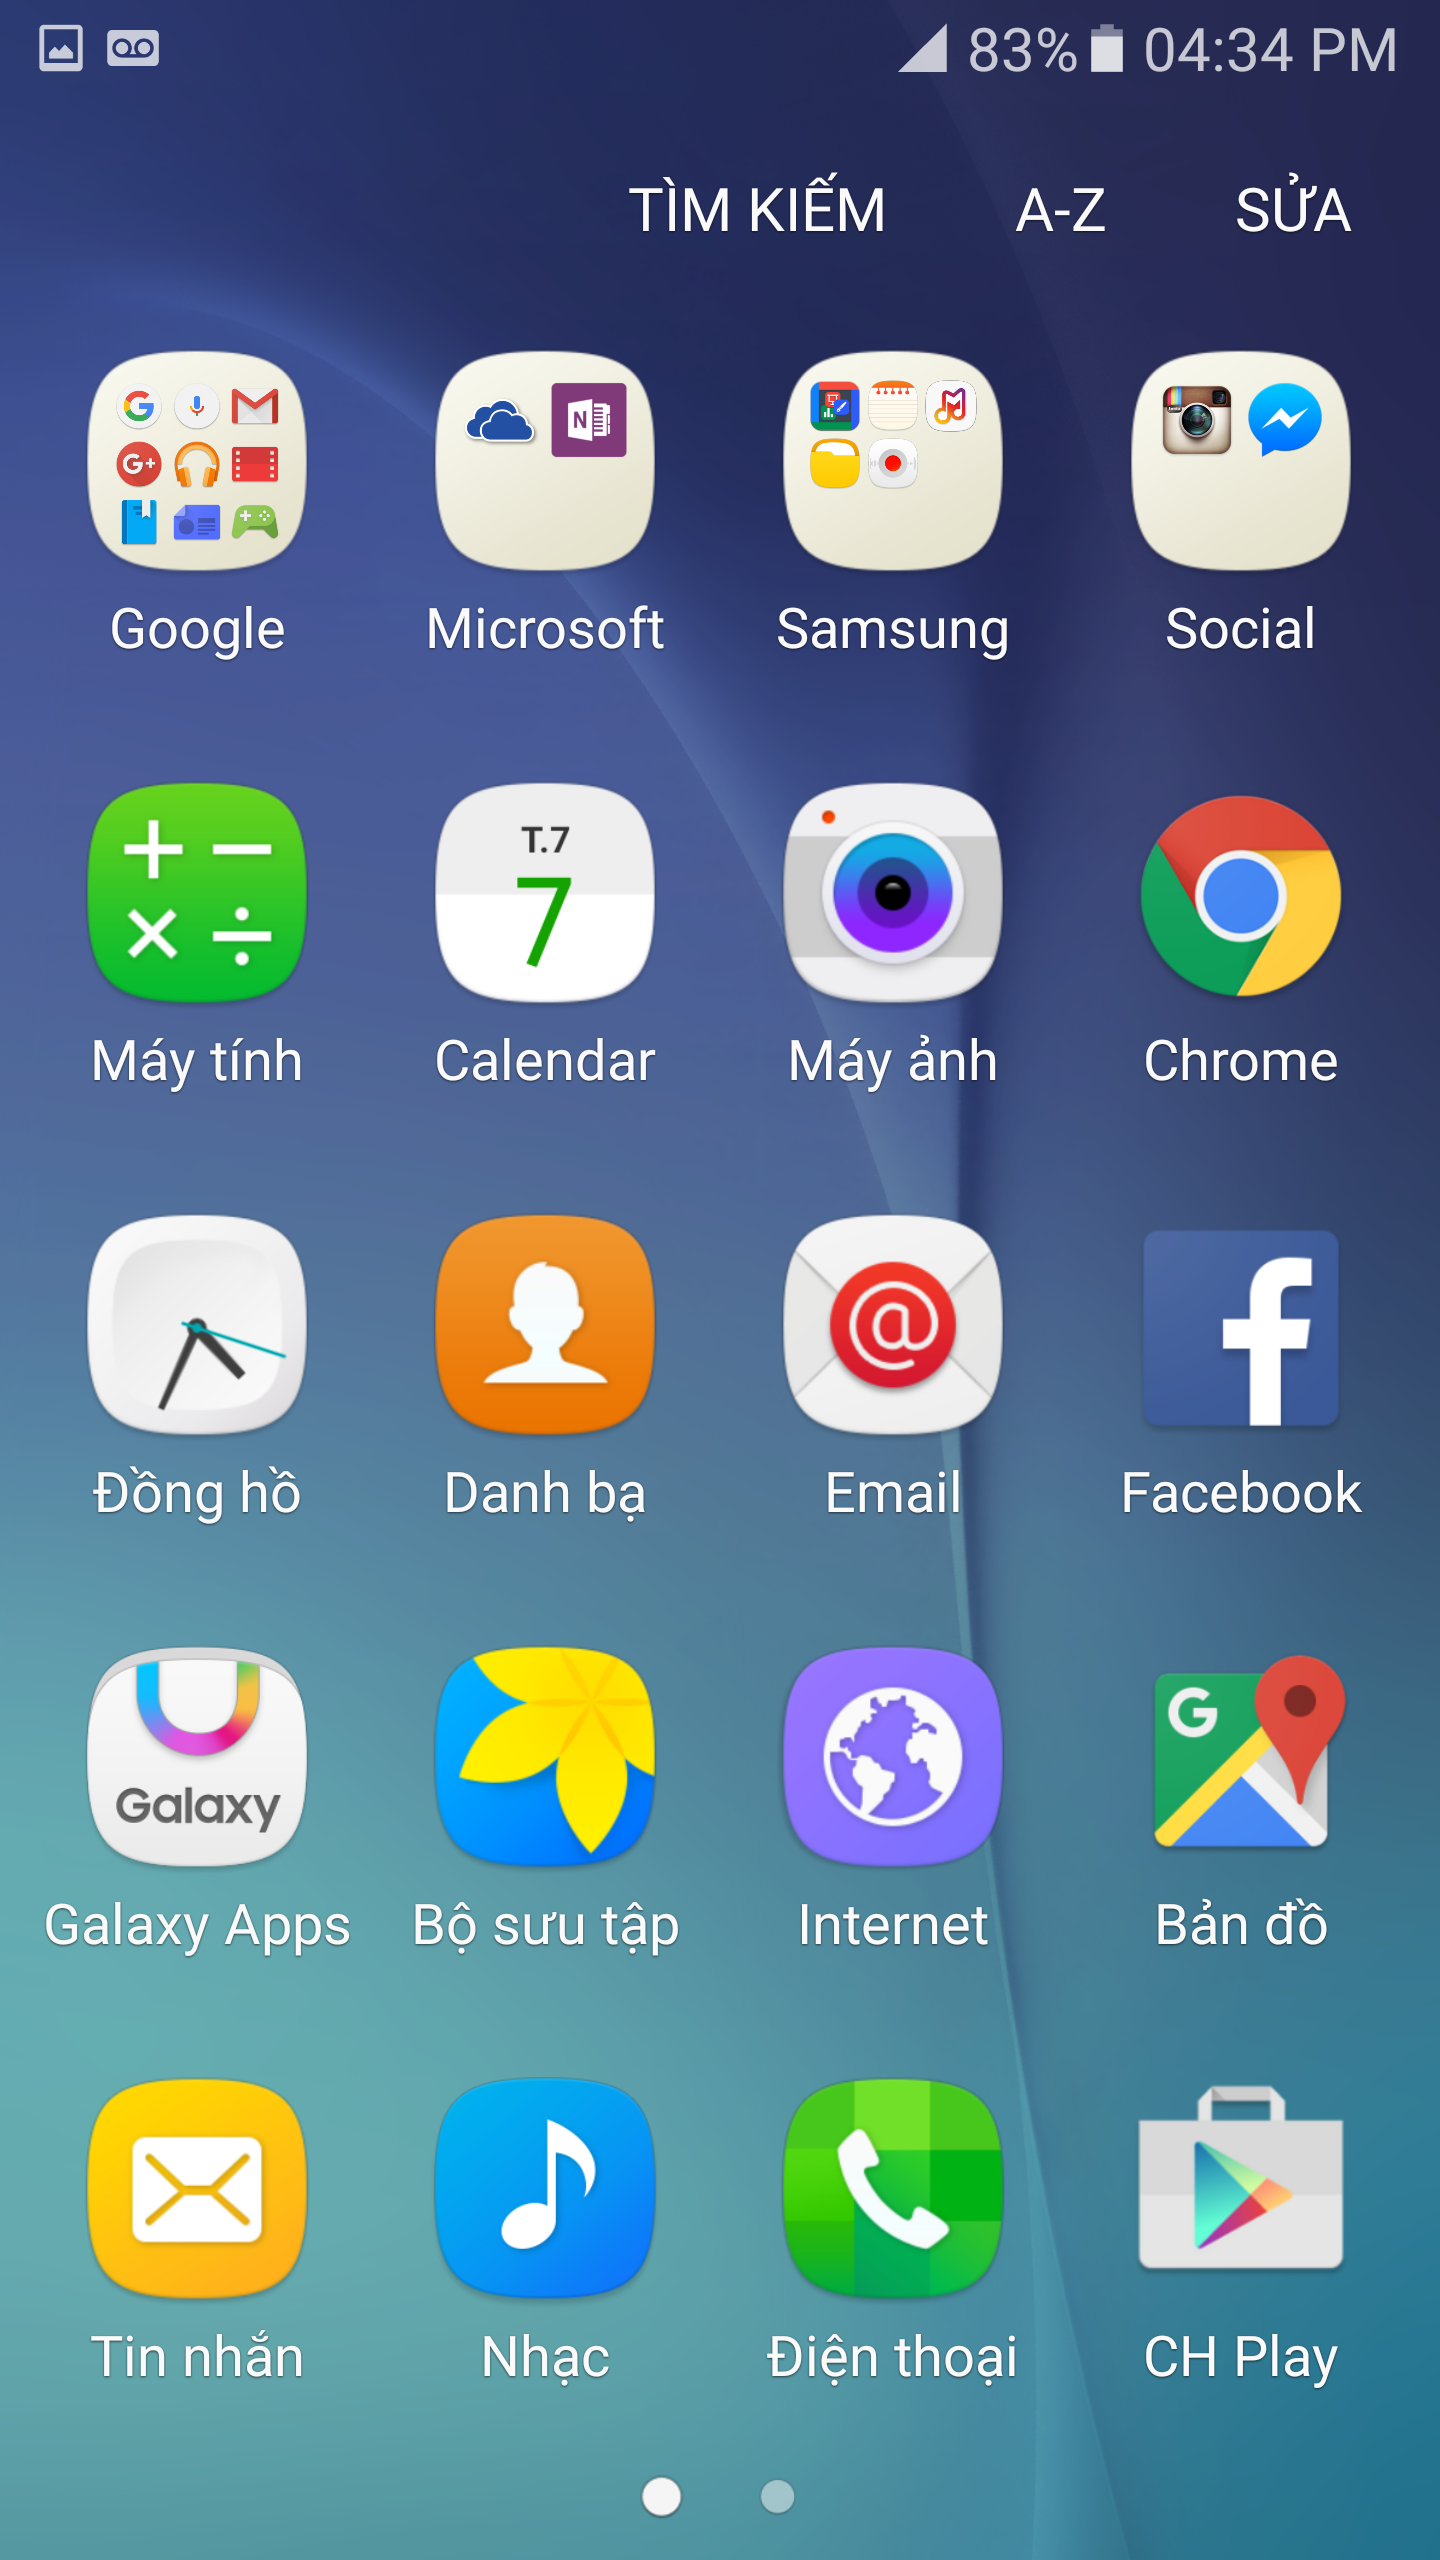 83% 04:34 PM
TÌM KIẾM A-Z SỬA
Google Microsoft Samsung Social
T.7
7
Máy tính Calendar Máy ảnh Chrome
Đồng hồ Danh bạ Email Facebook
Galaxy
Galaxy Apps Bộ sưu tập Internet Bản đồ
Tin nhắn Nhạc Điện thoại CH Play